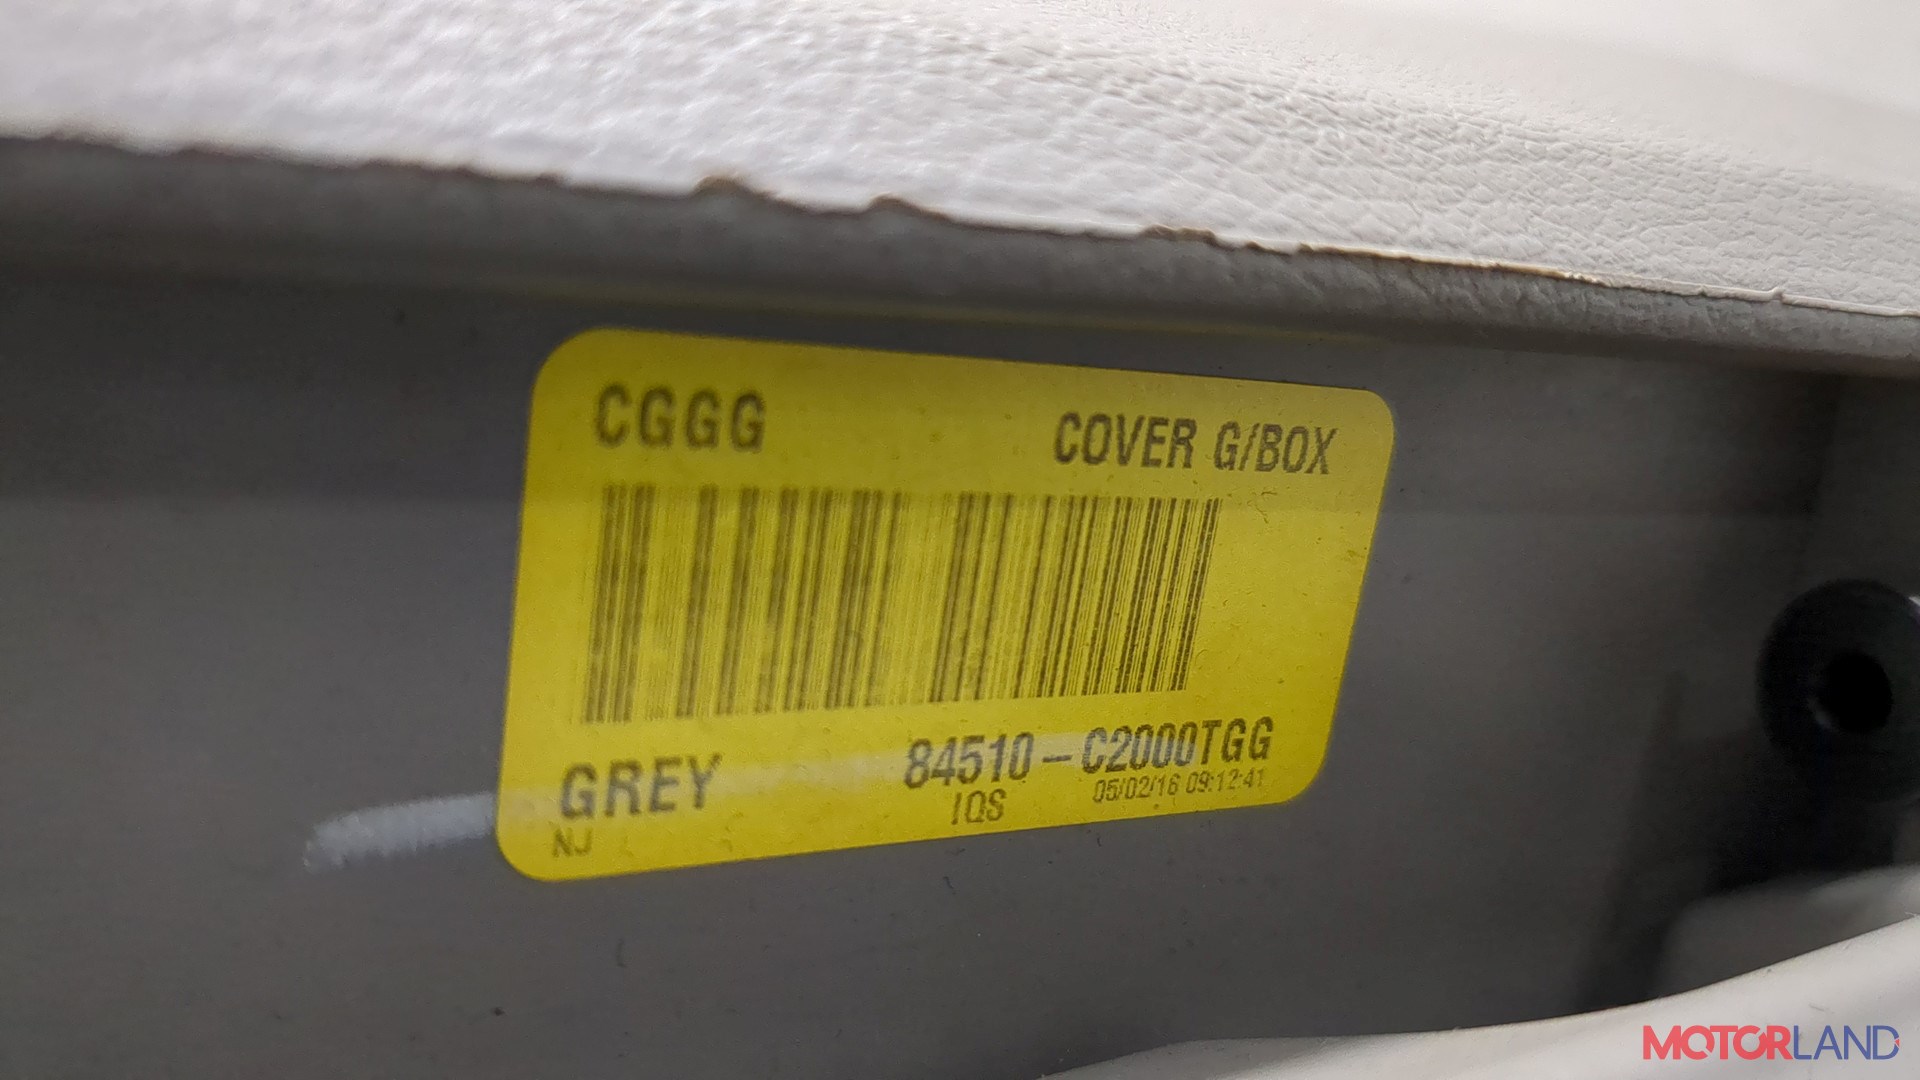 CGGG
COVER G/BOX
GREY
84510-C2000TGG
NJ
IQS
05/02/16 09:12:41
MOTORLAND